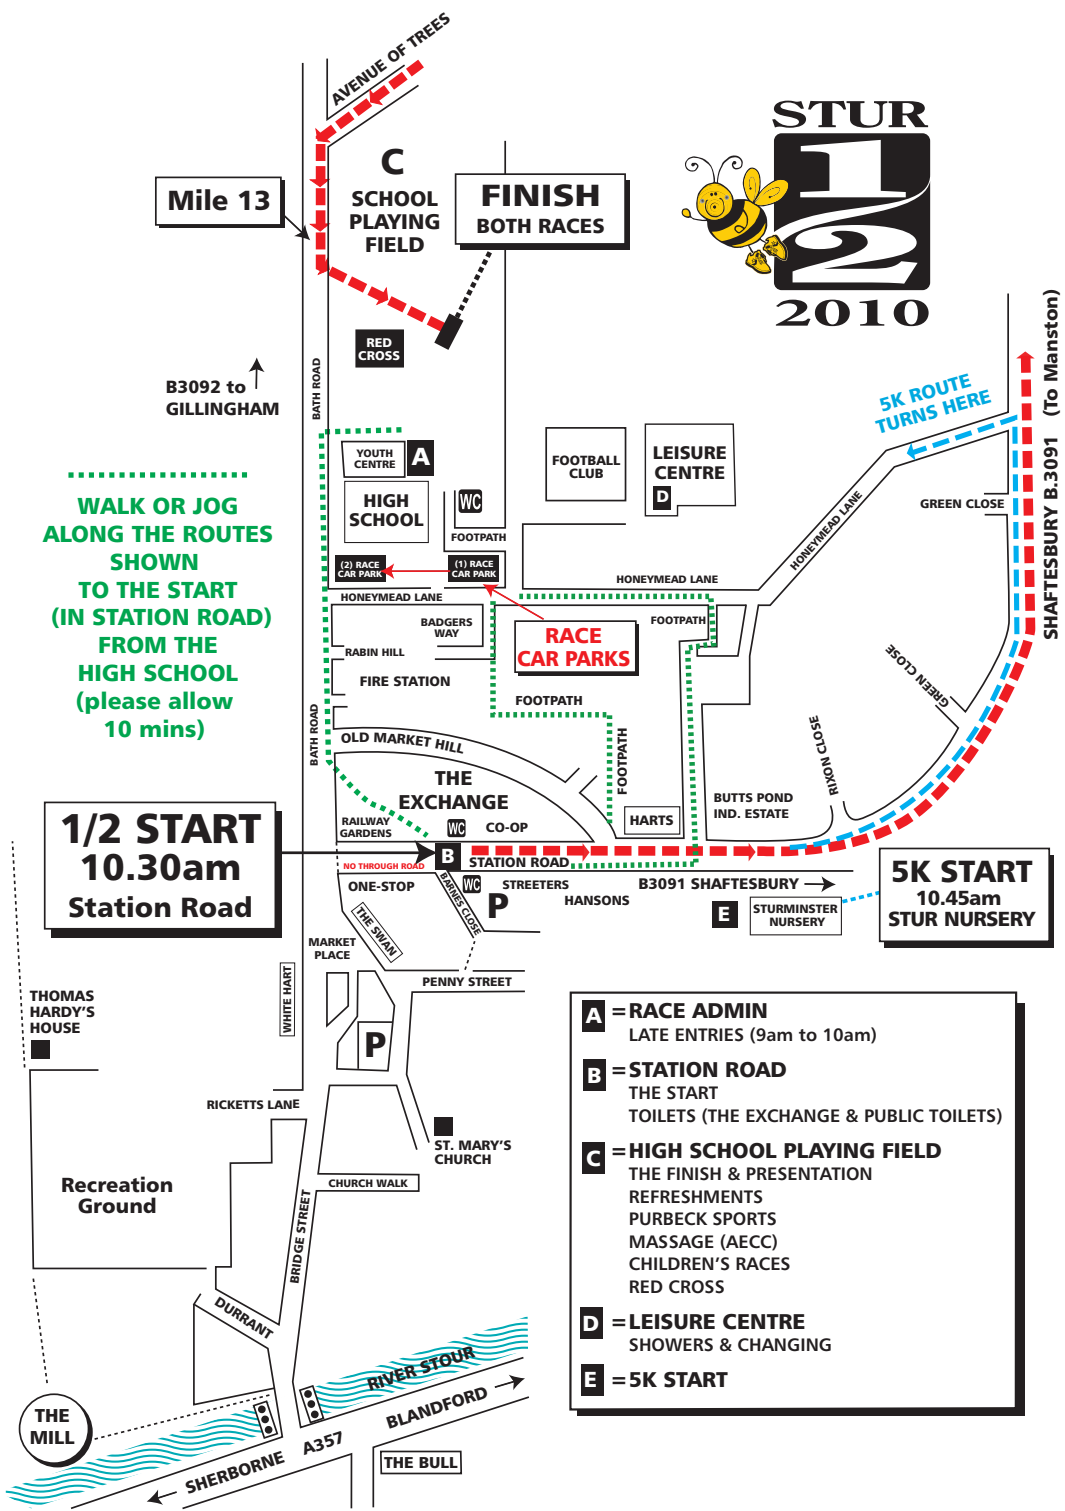 AVENUE OF TREES
STUR
1/2
2010
C
SCHOOL
PLAYING
FIELD
Mile 13
FINISH
BOTH RACES
RED
CROSS
BATH ROAD
B3092 to
GILLINGHAM
5K ROUTE
TURNS HERE
SHAFTESBURY B.3091 (To Manston)
YOUTH
CENTRE
A
FOOTBALL
CLUB
LEISURE
CENTRE
D
HIGH
SCHOOL
WC
FOOTPATH
GREEN CLOSE
HONEYMEAD LANE
WALK OR JOG
ALONG THE ROUTES
SHOWN
TO THE START
(IN STATION ROAD)
FROM THE
HIGH SCHOOL
(please allow
10 mins)
(2) RACE
CAR PARK
(1) RACE
CAR PARK
HONEYMEAD LANE
HONEYMEAD LANE
BADGERS
WAY
RACE
CAR PARKS
FOOTPATH
RABIN HILL
FIRE STATION
FOOTPATH
GREEN CLOSE
BATH ROAD
OLD MARKET HILL
FOOTPATH
RIXON CLOSE
THE
EXCHANGE
BUTTS POND
IND. ESTATE
RAILWAY
GARDENS
WC
CO-OP
HARTS
1/2 START
10.30am
Station Road
NO THROUGH ROAD
B
STATION ROAD
ONE-STOP
BARNES CLOSE
WC
STREETERS
P
HANSONS
B3091 SHAFTESBURY
E
STURMINSTER
NURSERY
5K START
10.45am
STUR NURSERY
THE SWAN
MARKET
PLACE
WHITE HART
PENNY STREET
THOMAS
HARDY'S
HOUSE
P
RICKETTS LANE
ST. MARY'S
CHURCH
CHURCH WALK
Recreation
Ground
BRIDGE STREET
DURRANT
RIVER STOUR
BLANDFORD
A357
SHERBORNE
THE
MILL
THE BULL
A =RACE ADMIN
LATE ENTRIES (9am to 10am)
B =STATION ROAD
THE START
TOILETS (THE EXCHANGE & PUBLIC TOILETS)
C =HIGH SCHOOL PLAYING FIELD
THE FINISH & PRESENTATION
REFRESHMENTS
PURBECK SPORTS
MASSAGE (AECC)
CHILDREN'S RACES
RED CROSS
D =LEISURE CENTRE
SHOWERS & CHANGING
E =5K START